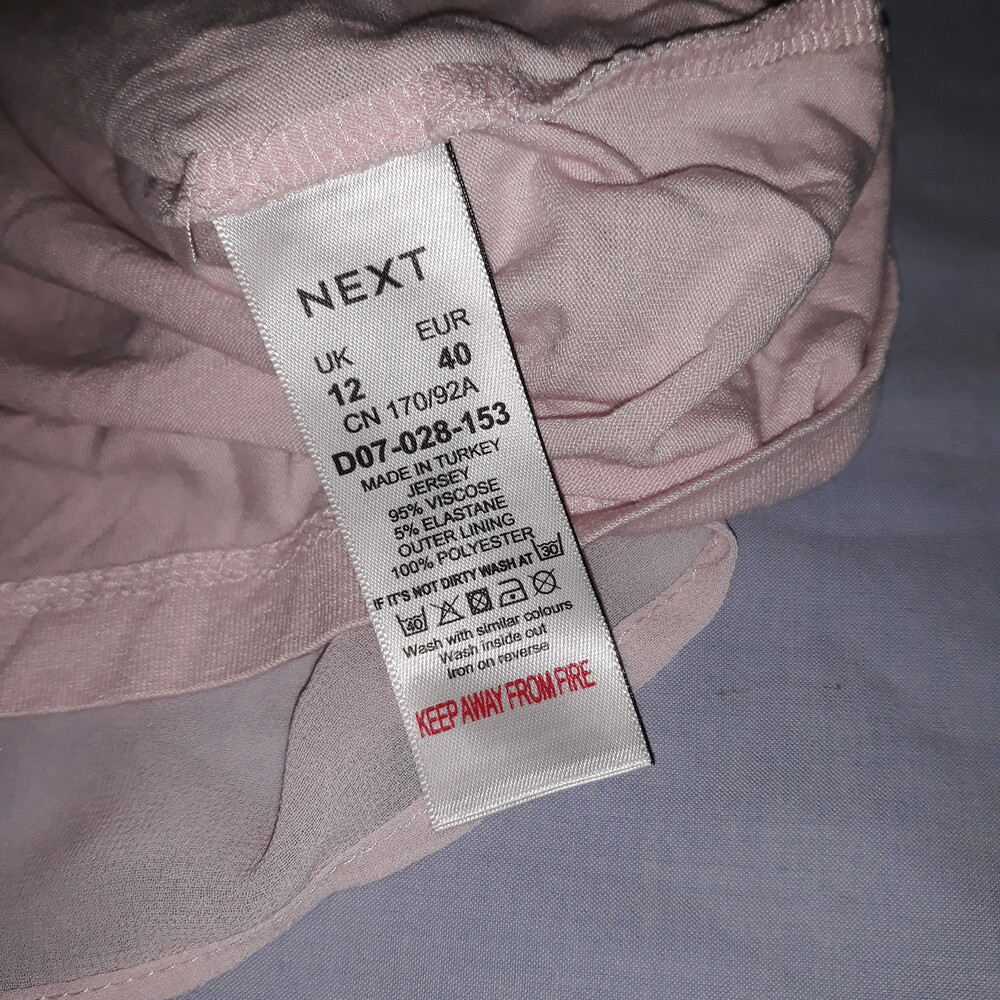 NEXT
UK EUR
12 40
CN 170/92A
D07-028-153
MADE IN TURKEY
JERSEY
95% VISCOSE
5% ELASTANE
OUTER LINING
100% POLYESTER
IF IT'S NOT DIRTY WASH AT 30
40
Wash with similar colours
Wash inside out
Iron on reverse
KEEP AWAY FROM FIRE